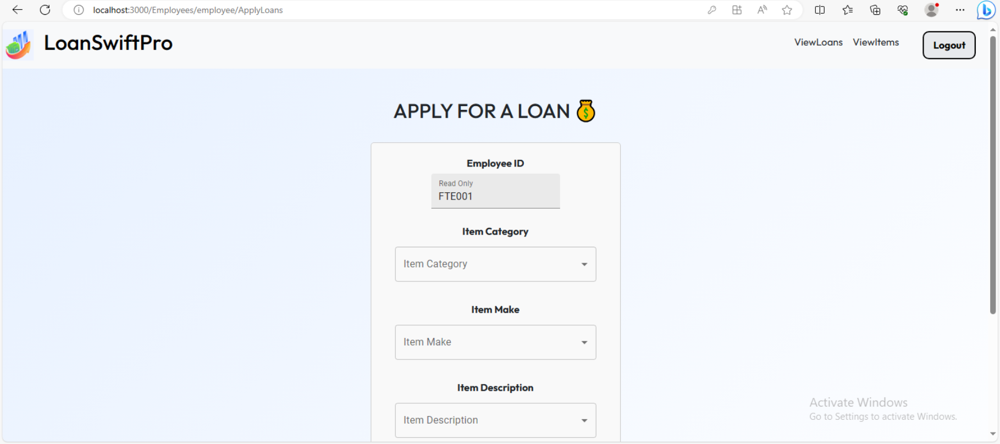 localhost:3000/Employees/employee/ApplyLoans
LoanSwiftPro
ViewLoans ViewItems Logout
APPLY FOR A LOAN
Employee ID
Read Only
FTE001
Item Category
Item Category
Item Make
Item Make
Item Description
Item Description
Activate Windows
Go to Settings to activate Windows.